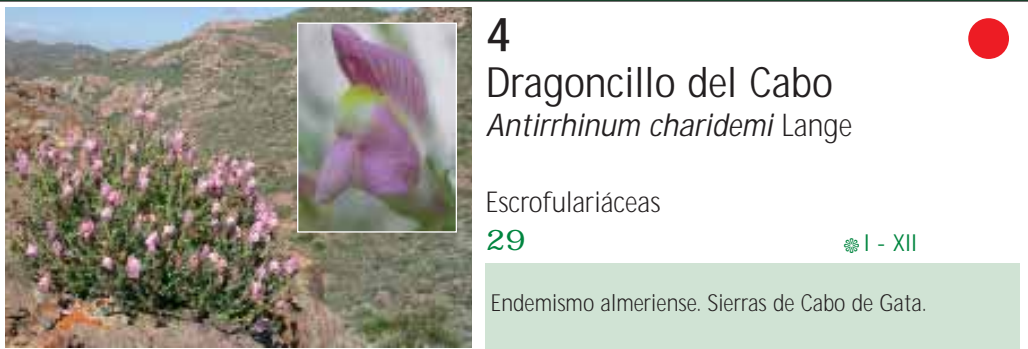 4
Dragoncillo del Cabo
Antirrhinum charidemi Lange
Escrofulariáceas
29 I - XII
Endemismo almeriense. Sierras de Cabo de Gata.